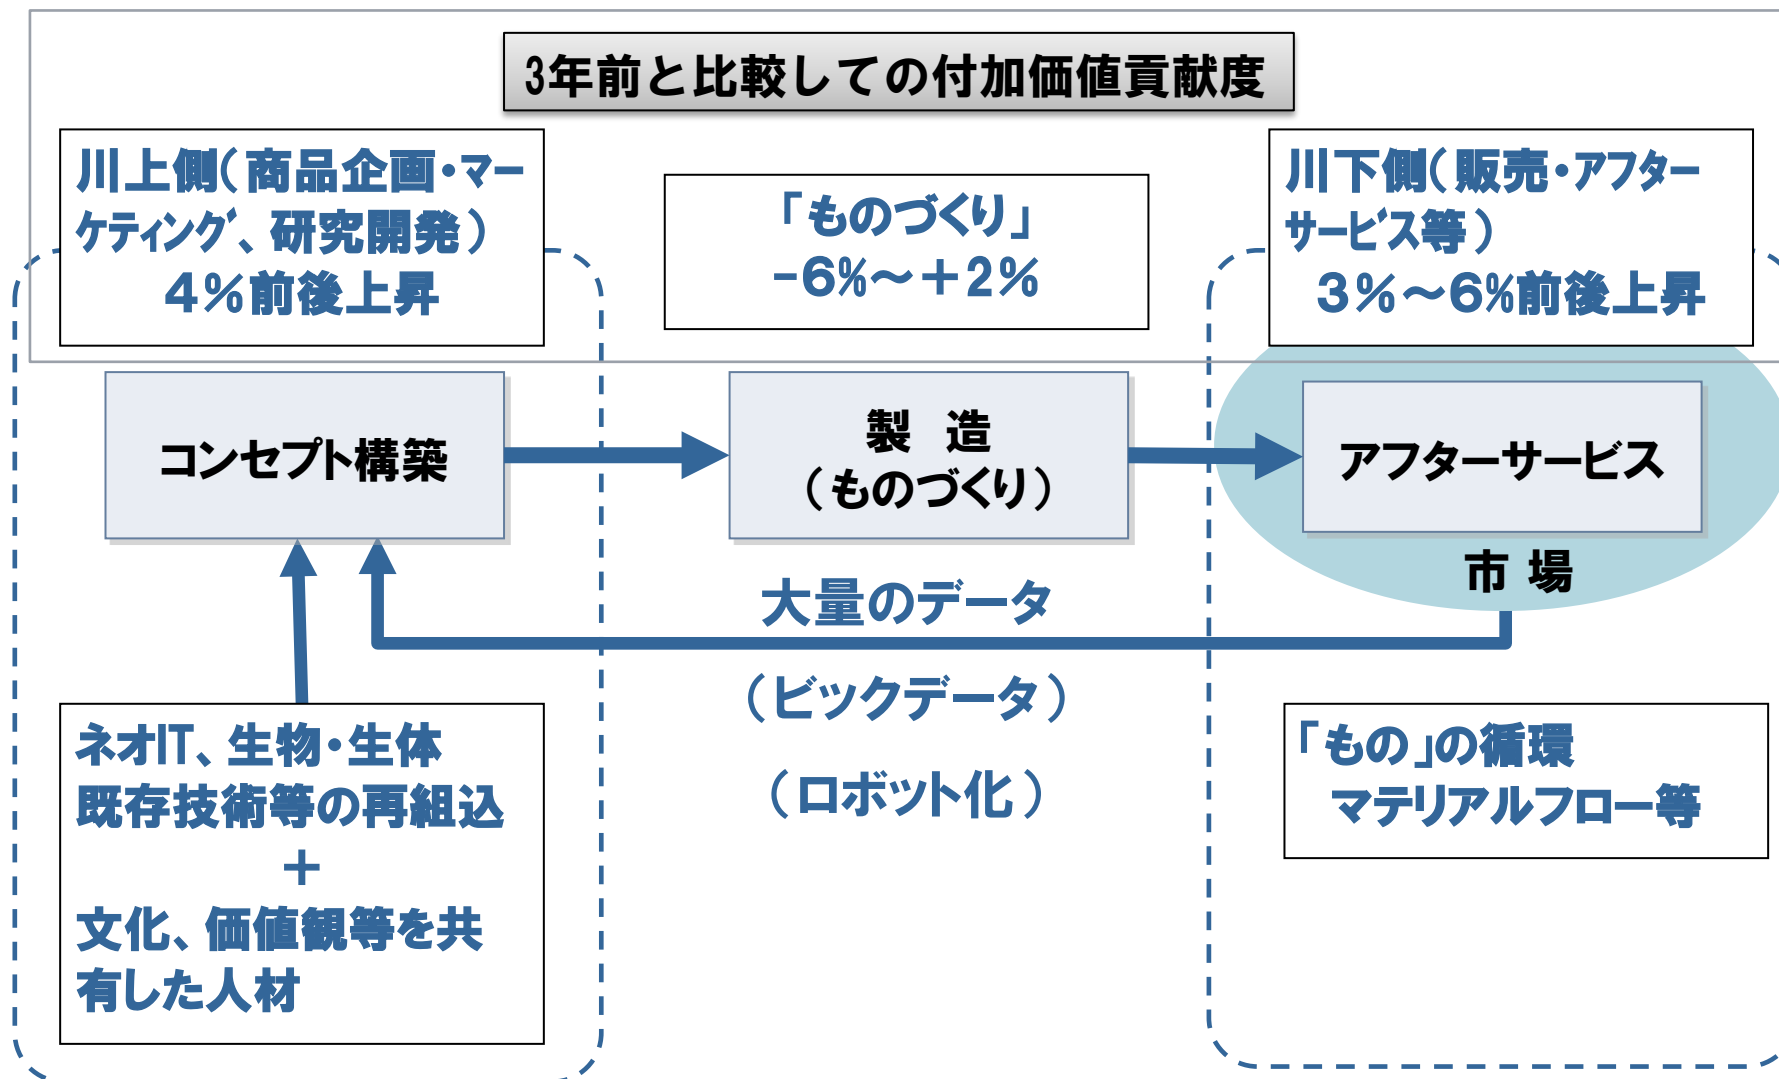 3年前と比較しての付加価値貢献度
川上側(商品企画・マー
ケティング、研究開発)
4%前後上昇
「ものづくり」
-6%~+2%
川下側(販売・アフター
サービス等)
3%~6%前後上昇
コンセプト構築
製 造
(ものづくり)
アフターサービス
市 場
大量のデータ
(ビックデータ)
(ロボット化)
ネオIT、生物・生体
既存技術等の再組込
+
文化、価値観等を共
有した人材
「もの」の循環
マテリアルフロー等